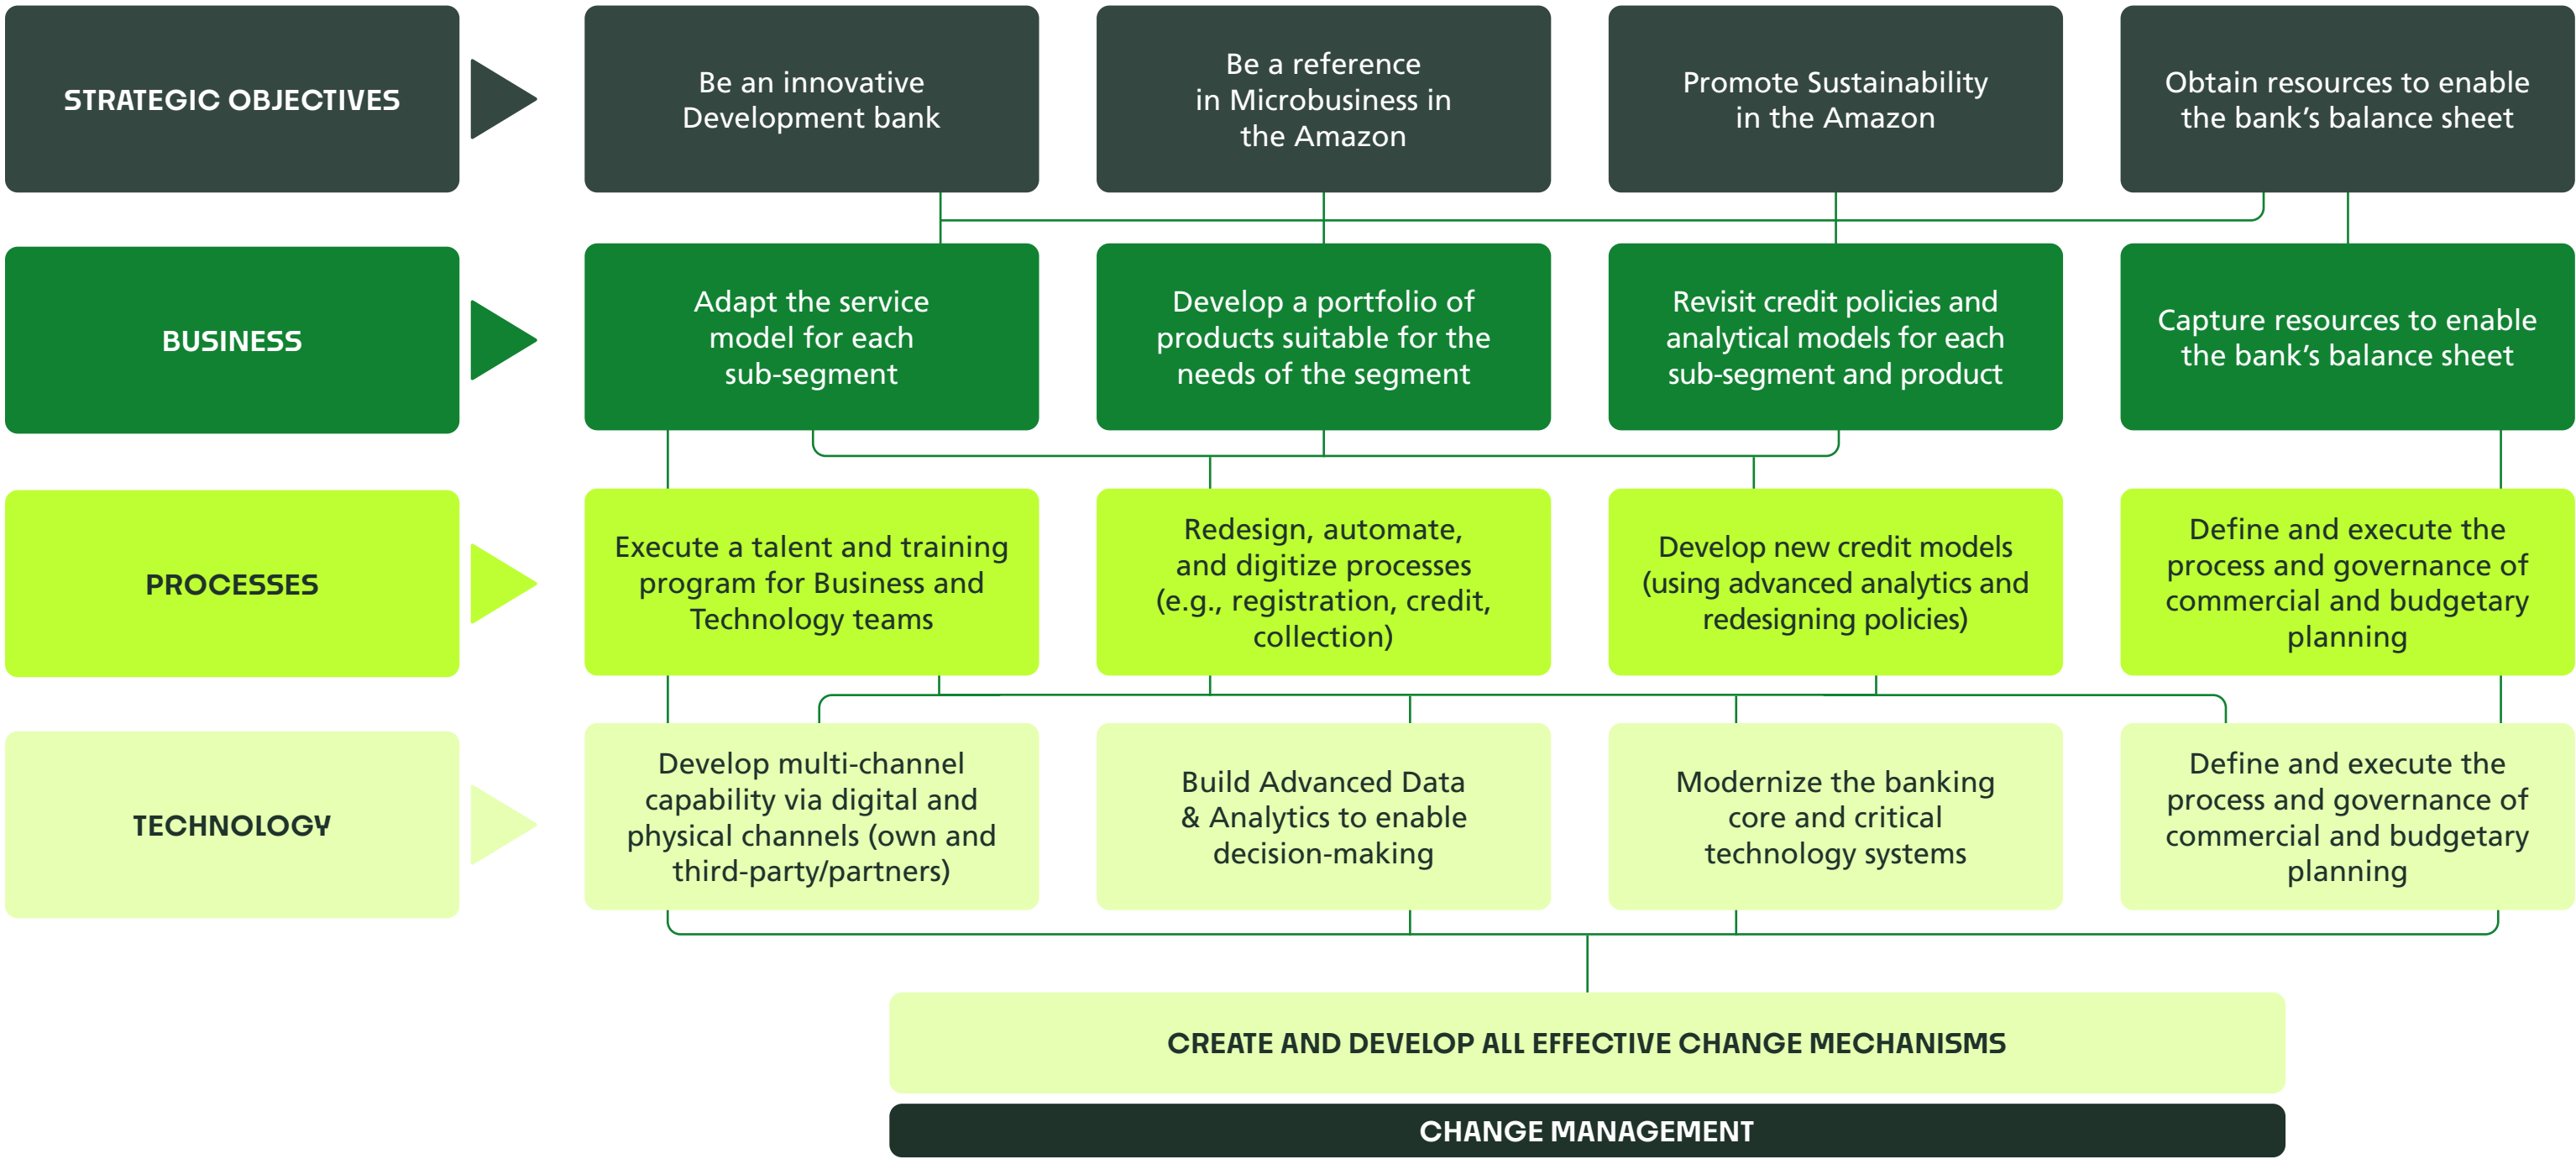 STRATEGIC OBJECTIVES
Be an innovative
Development bank
Be a reference
in Microbusiness in
the Amazon
Promote Sustainability
in the Amazon
Obtain resources to enable
the bank’s balance sheet
BUSINESS
Adapt the service
model for each
sub-segment
Develop a portfolio of
products suitable for the
needs of the segment
Revisit credit policies and
analytical models for each
sub-segment and product
Capture resources to enable
the bank’s balance sheet
PROCESSES
Execute a talent and training
program for Business and
Technology teams
Redesign, automate,
and digitize processes
(e.g., registration, credit,
collection)
Develop new credit models
(using advanced analytics and
redesigning policies)
Define and execute the
process and governance of
commercial and budgetary
planning
TECHNOLOGY
Develop multi-channel
capability via digital and
physical channels (own and
third-party/partners)
Build Advanced Data
& Analytics to enable
decision-making
Modernize the banking
core and critical
technology systems
Define and execute the
process and governance of
commercial and budgetary
planning
CREATE AND DEVELOP ALL EFFECTIVE CHANGE MECHANISMS
CHANGE MANAGEMENT